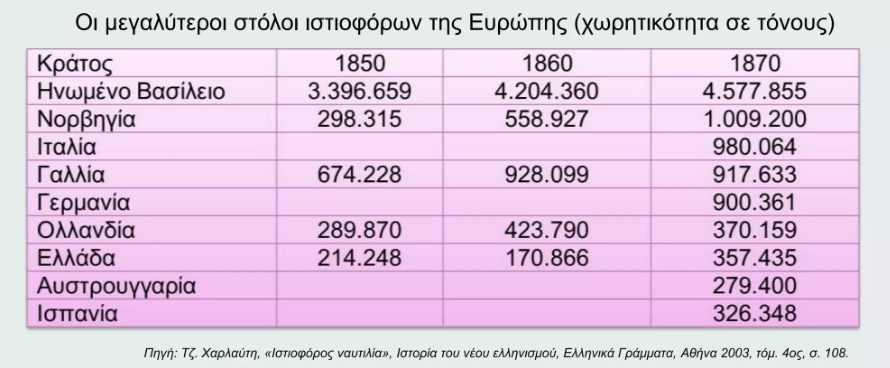 Οι μεγαλύτεροι στόλοι ιστιοφόρων της Ευρώπης (χωρητικότητα σε τόνους)
Κράτος 1850 1860 1870
Ηνωμένο Βασίλειο 3.396.659 4.204.360 4.577.855
Νορβηγία 298.315 558.927 1.009.200
Ιταλία 980.064
Γαλλία 674.228 928.099 917.633
Γερμανία 900.361
Ολλανδία 289.870 423.790 370.159
Ελλάδα 214.248 170.866 357.435
Αυστρουγγαρία 279.400
Ισπανία 326.348
Πηγή: Τζ. Χαρλαύτη, «Ιστιοφόρος ναυτιλία», Ιστορία του νέου ελληνισμού, Ελληνικά Γράμματα, Αθήνα 2003, τόμ. 4ος, σ. 108.